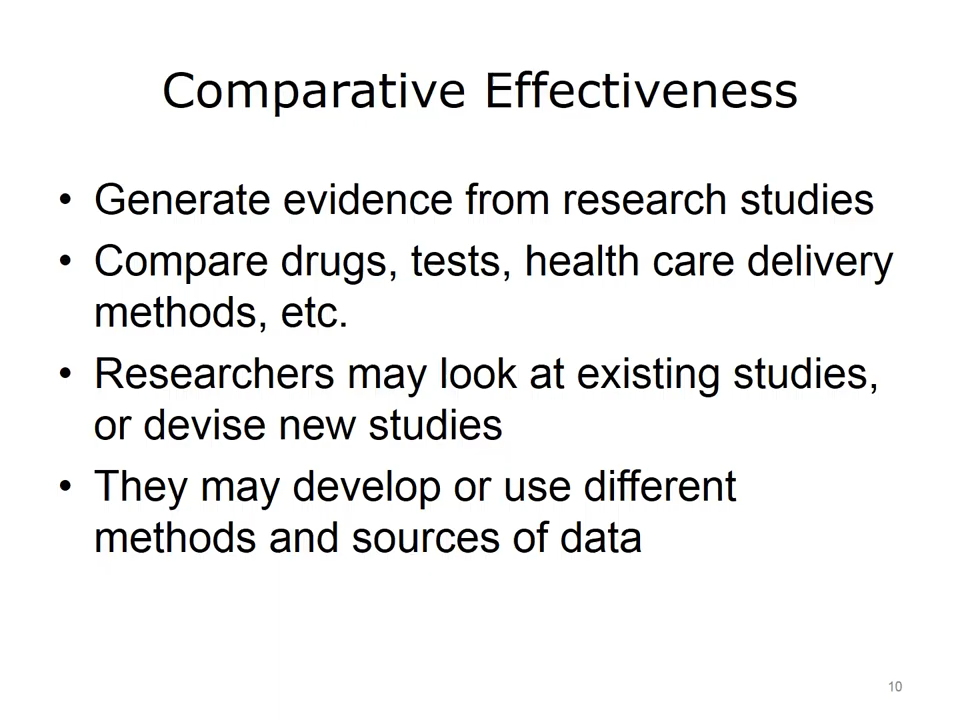 Comparative Effectiveness
• Generate evidence from research studies
• Compare drugs, tests, health care delivery
methods, etc.
• Researchers may look at existing studies,
or devise new studies
• They may develop or use different
methods and sources of data
10